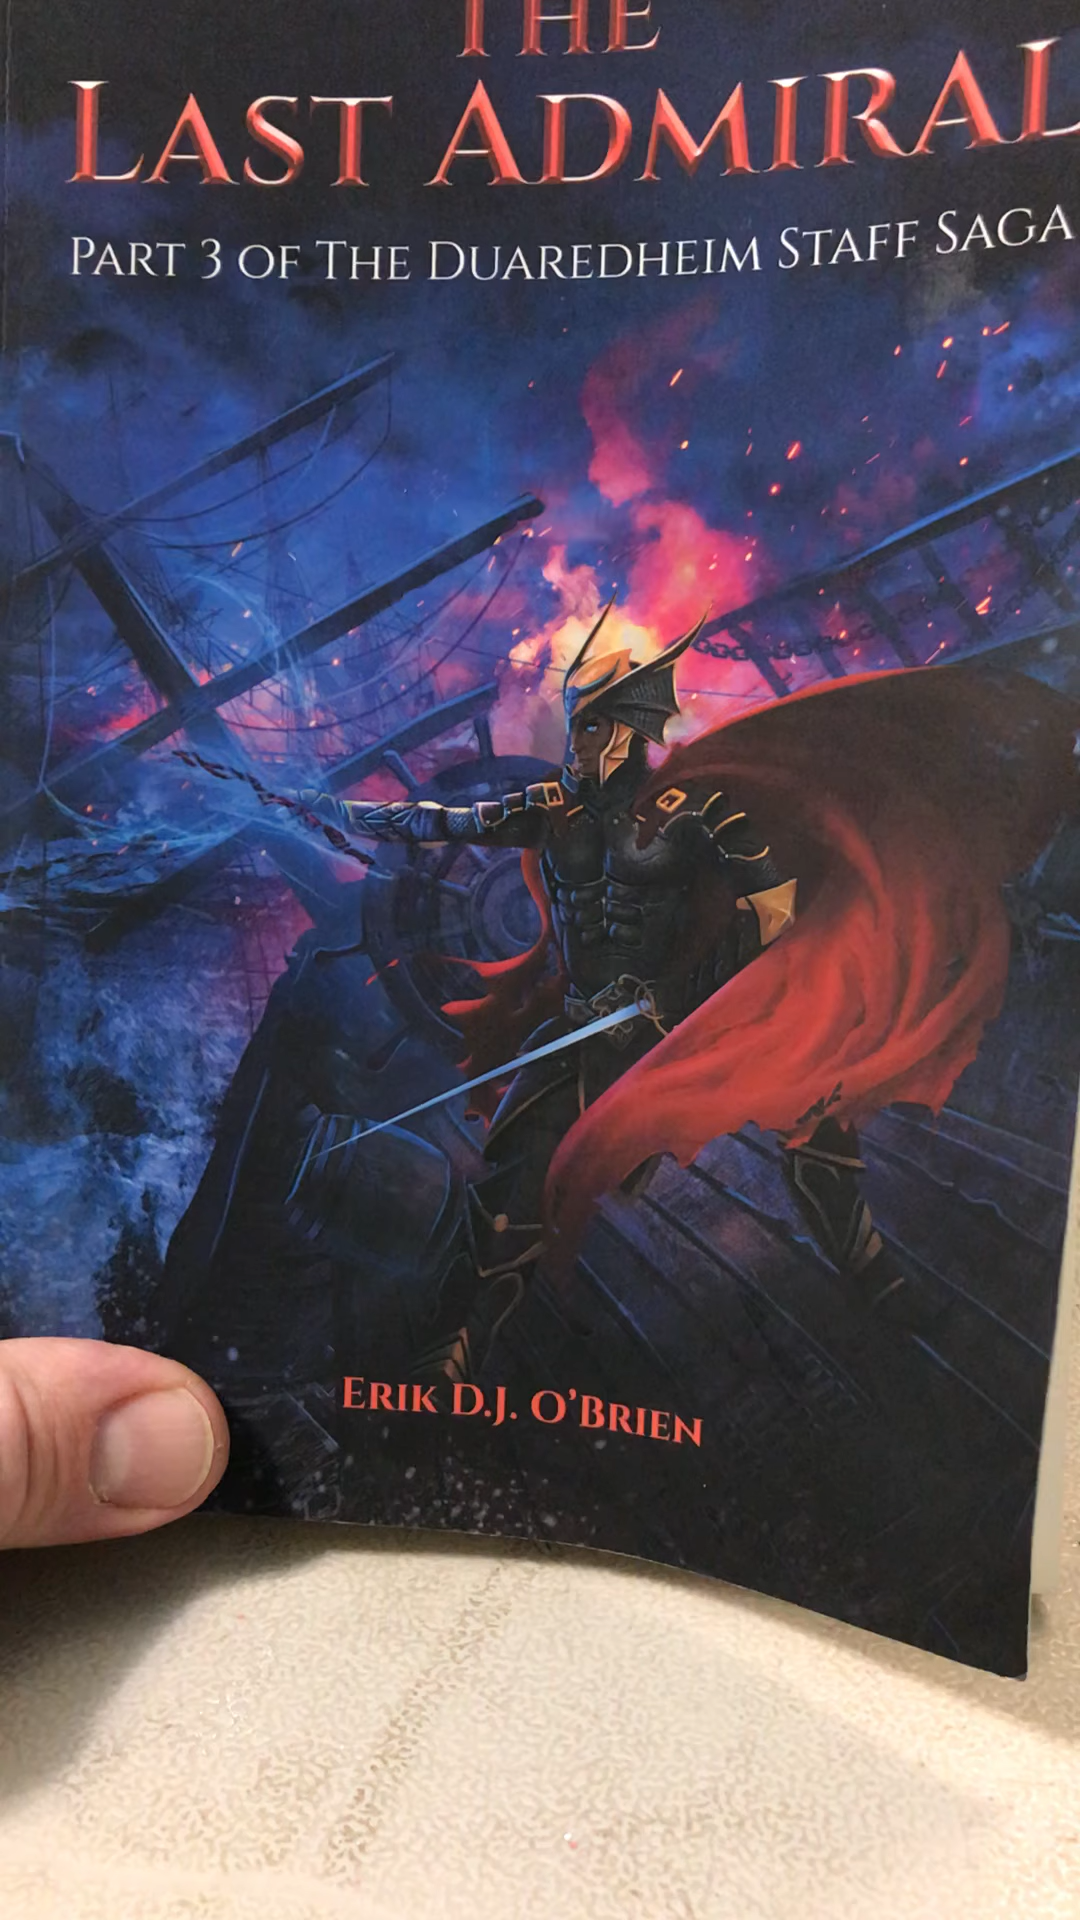 THE
LAST ADMIRAL
PART 3 OF THE DUAREDHEIM STAFF SAGA
ERIK D.J. O'BRIEN